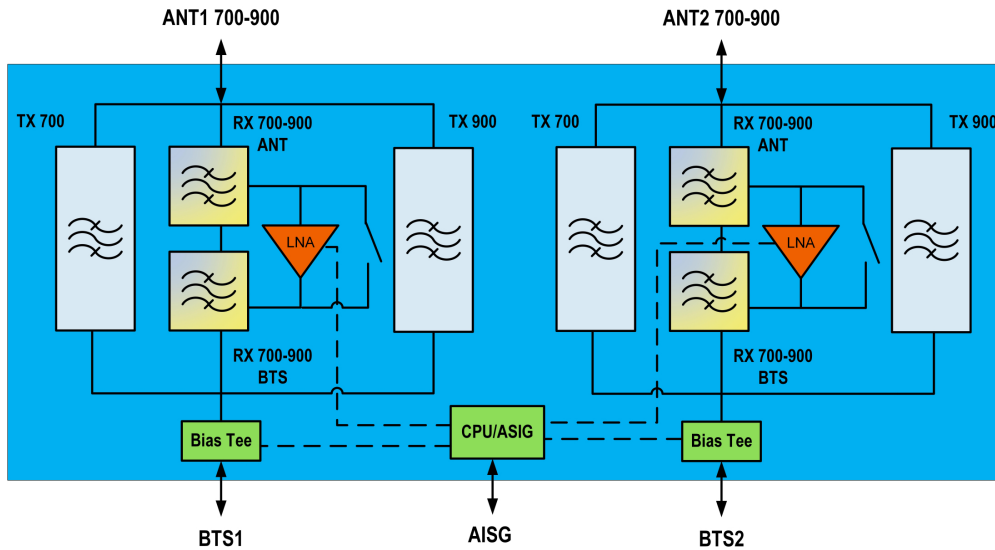 ANT1 700-900
ANT2 700-900
TX 700
RX 700-900
ANT
TX 900
TX 700
RX 700-900
ANT
TX 900
LNA
LNA
RX 700-900
BTS
RX 700-900
BTS
Bias Tee
CPU/ASIG
Bias Tee
BTS1
AISG
BTS2